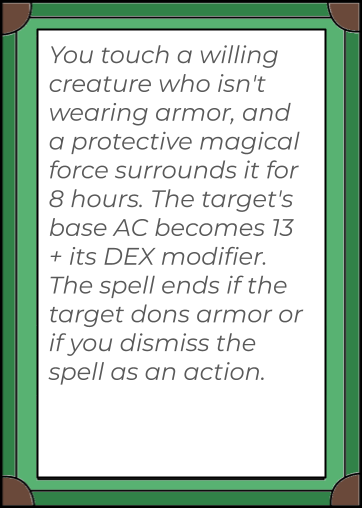 You touch a willing
creature who isn't
wearing armor, and
a protective magical
force surrounds it for
8 hours. The target's
base AC becomes 13
+ its DEX modifier.
The spell ends if the
target dons armor or
if you dismiss the
spell as an action.